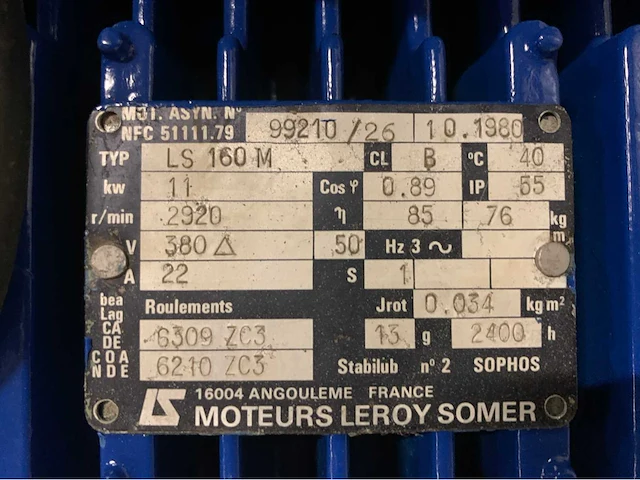 MOT. ASYN. N° 99210/26 10.1980
NFC 51111.79
TYP LS 160 M CL B °C 40
kw 11 Cos φ 0.89 IP 55
r/min 2920 η 85 76 kg
V 380 Δ 50 Hz 3 ~ m
A 22 S 1
bea Lag Roulements Jrot 0.034 kgm²
CA DE 6309 ZC3 13 g 2400 h
COA NDE 6210 ZC3 Stabilub n° 2 SOPHOS
LS 16004 ANGOULEME FRANCE
MOTEURS LEROY SOMER